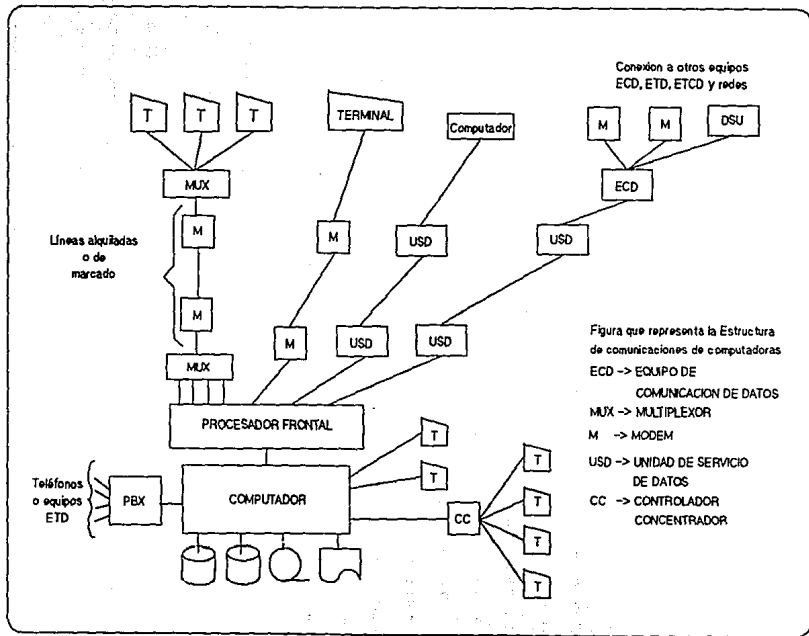 Conexion a otros equipos
ECD, ETD, ETCD y redes
T
T
T
TERMINAL
Computador
M
M
DSU
MUX
ECD
Líneas alquiladas
o de
marcado
M
M
USD
USD
M
M
USD
USD
MUX
PROCESADOR FRONTAL
Figura que representa la Estructura
de comunicaciones de computadoras
ECD -> EQUIPO DE
COMUNICACION DE DATOS
MUX -> MULTIPLEXOR
M -> MODEM
USD -> UNIDAD DE SERVICIO
DE DATOS
CC -> CONTROLADOR
CONCENTRADOR
Teléfonos
o equipos
ETD
PBX
COMPUTADOR
T
T
CC
T
T
T
T